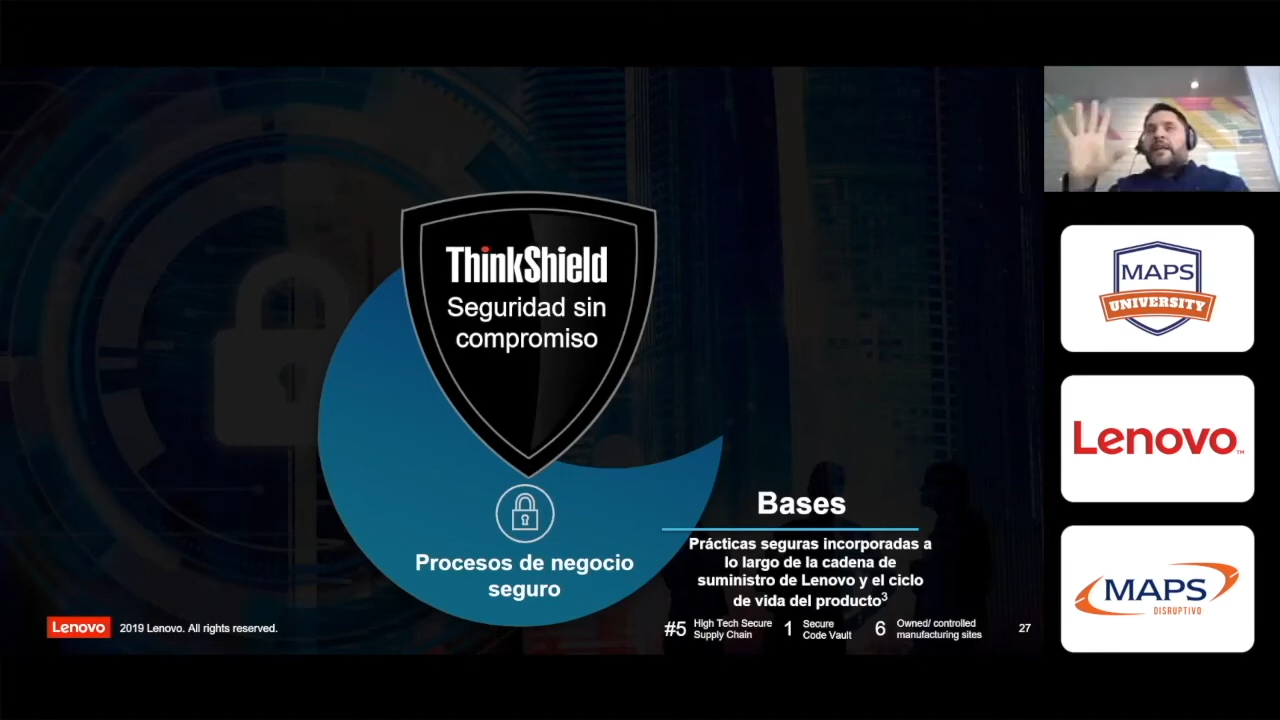 ThinkShield
Seguridad sin
compromiso
Procesos de negocio
seguro
Bases
Prácticas seguras incorporadas a
lo largo de la cadena de
suministro de Lenovo y el ciclo
de vida del producto3
Lenovo
2019 Lenovo. All rights reserved.
#5 High Tech Secure
Supply Chain
1 Secure
Code Vault
6 Owned/ controlled
manufacturing sites
27
MAPS
UNIVERSITY
Lenovo™
MAPS
DISRUPTIVO